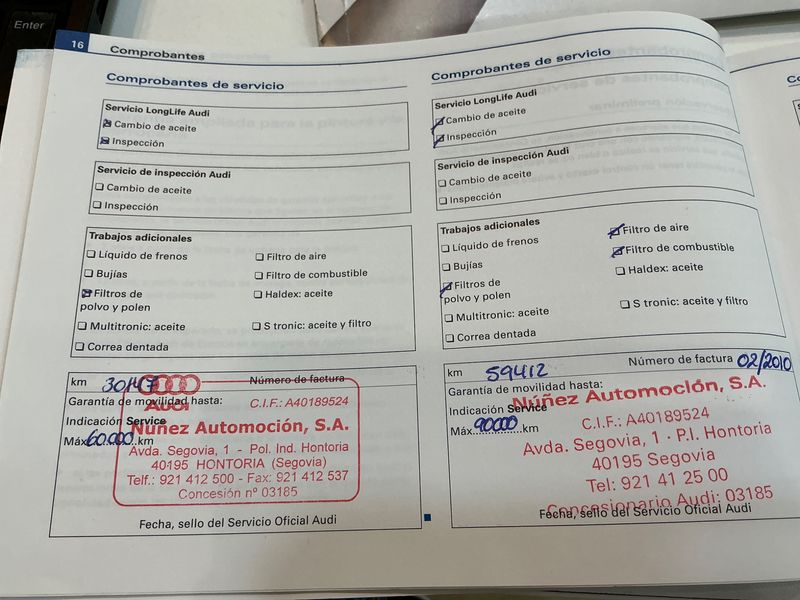 Enter
16 Comprobantes
Comprobantes de servicio
Servicio LongLife Audi
Cambio de aceite
Inspección
Servicio de inspección Audi
Cambio de aceite
Inspección
Trabajos adicionales
Líquido de frenos
Filtro de aire
Bujías
Filtro de combustible
Filtros de
polvo y polen
Haldex: aceite
Multitronic: aceite
S tronic: aceite y filtro
Correa dentada
km 30147
Número de factura
Garantía de movilidad hasta:
Indicación Service
Máx. 60.000 km
AUDI
C.I.F.: A40189524
Núñez Automoción, S.A.
Avda. Segovia, 1 - Pol. Ind. Hontoria
40195 HONTORIA (Segovia)
Telf.: 921 412 500 - Fax: 921 412 537
Concesión nº 03185
Fecha, sello del Servicio Oficial Audi
Comprobantes de servicio
Servicio LongLife Audi
Cambio de aceite
Inspección
Servicio de inspección Audi
Cambio de aceite
Inspección
Trabajos adicionales
Líquido de frenos
Filtro de aire
Bujías
Filtro de combustible
Filtros de
polvo y polen
Haldex: aceite
Multitronic: aceite
S tronic: aceite y filtro
Correa dentada
km 59412
Número de factura 02/2010
Garantía de movilidad hasta:
Indicación Service
Máx. 90000 km
Núñez Automoción, S.A.
C.I.F.: A40189524
Avda. Segovia, 1 · P.I. Hontoria
40195 Segovia
Tel: 921 41 25 00
Concesionario Audi: 03185
Fecha, sello del Servicio Oficial Audi